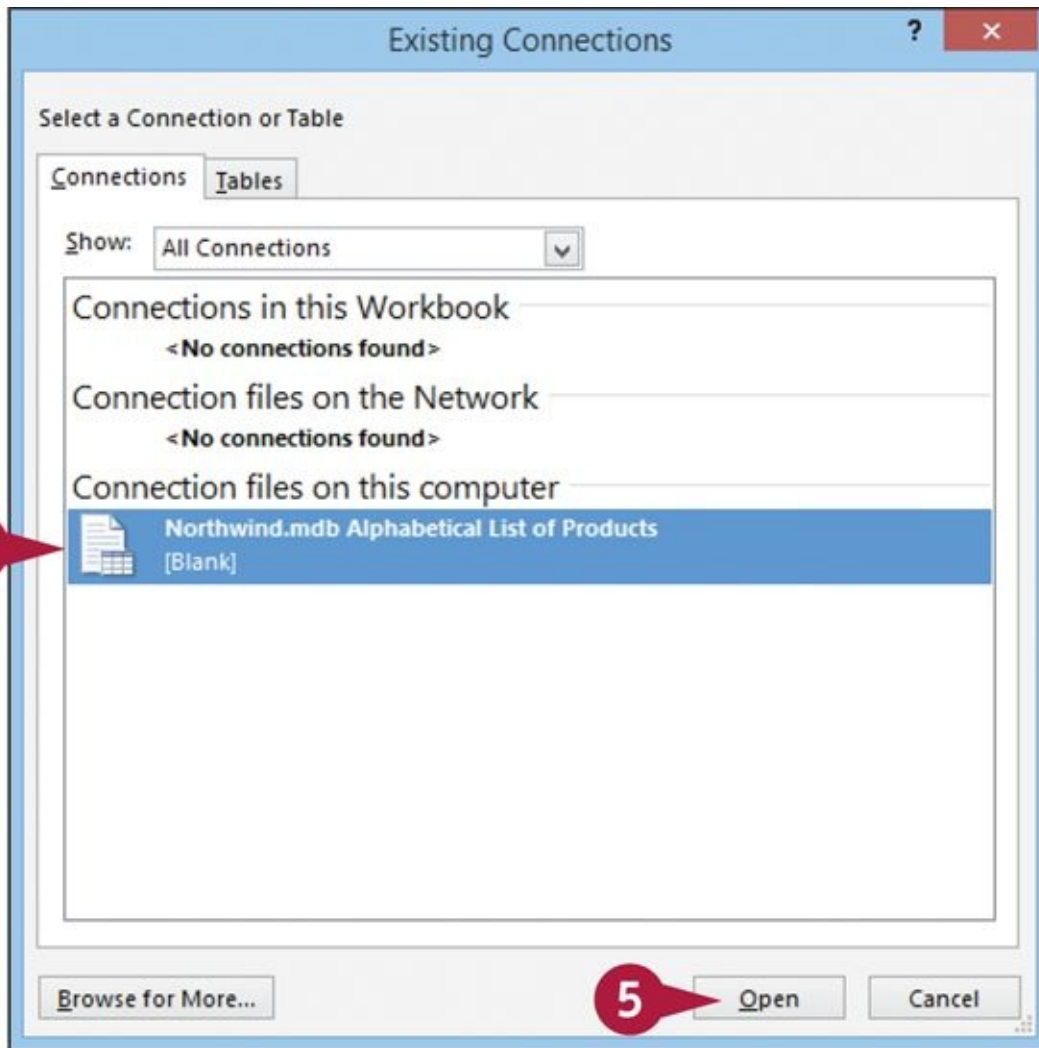 Existing Connections
?
Select a Connection or Table
Connections Tables
Show: All Connections
Connections in this Workbook
<No connections found>
Connection files on the Network
<No connections found>
Connection files on this computer
Northwind.mdb Alphabetical List of Products
[Blank]
Browse for More... 5 Open Cancel